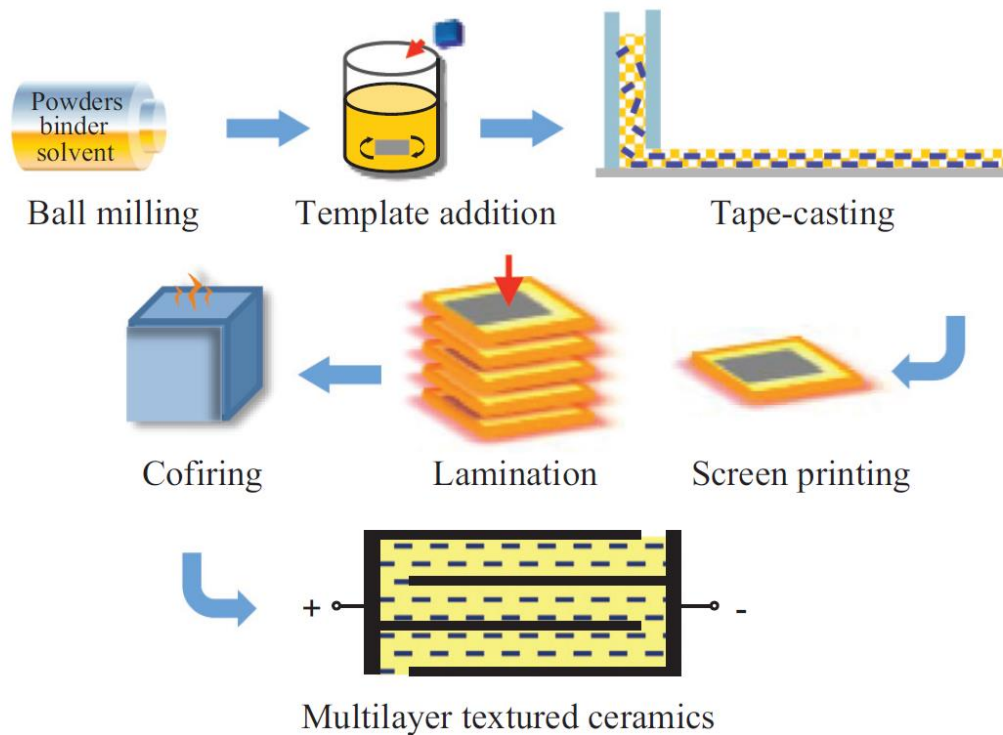 Powders
binder
solvent
Ball milling
Template addition
Tape-casting
Cofiring
Lamination
Screen printing
+
-
Multilayer textured ceramics